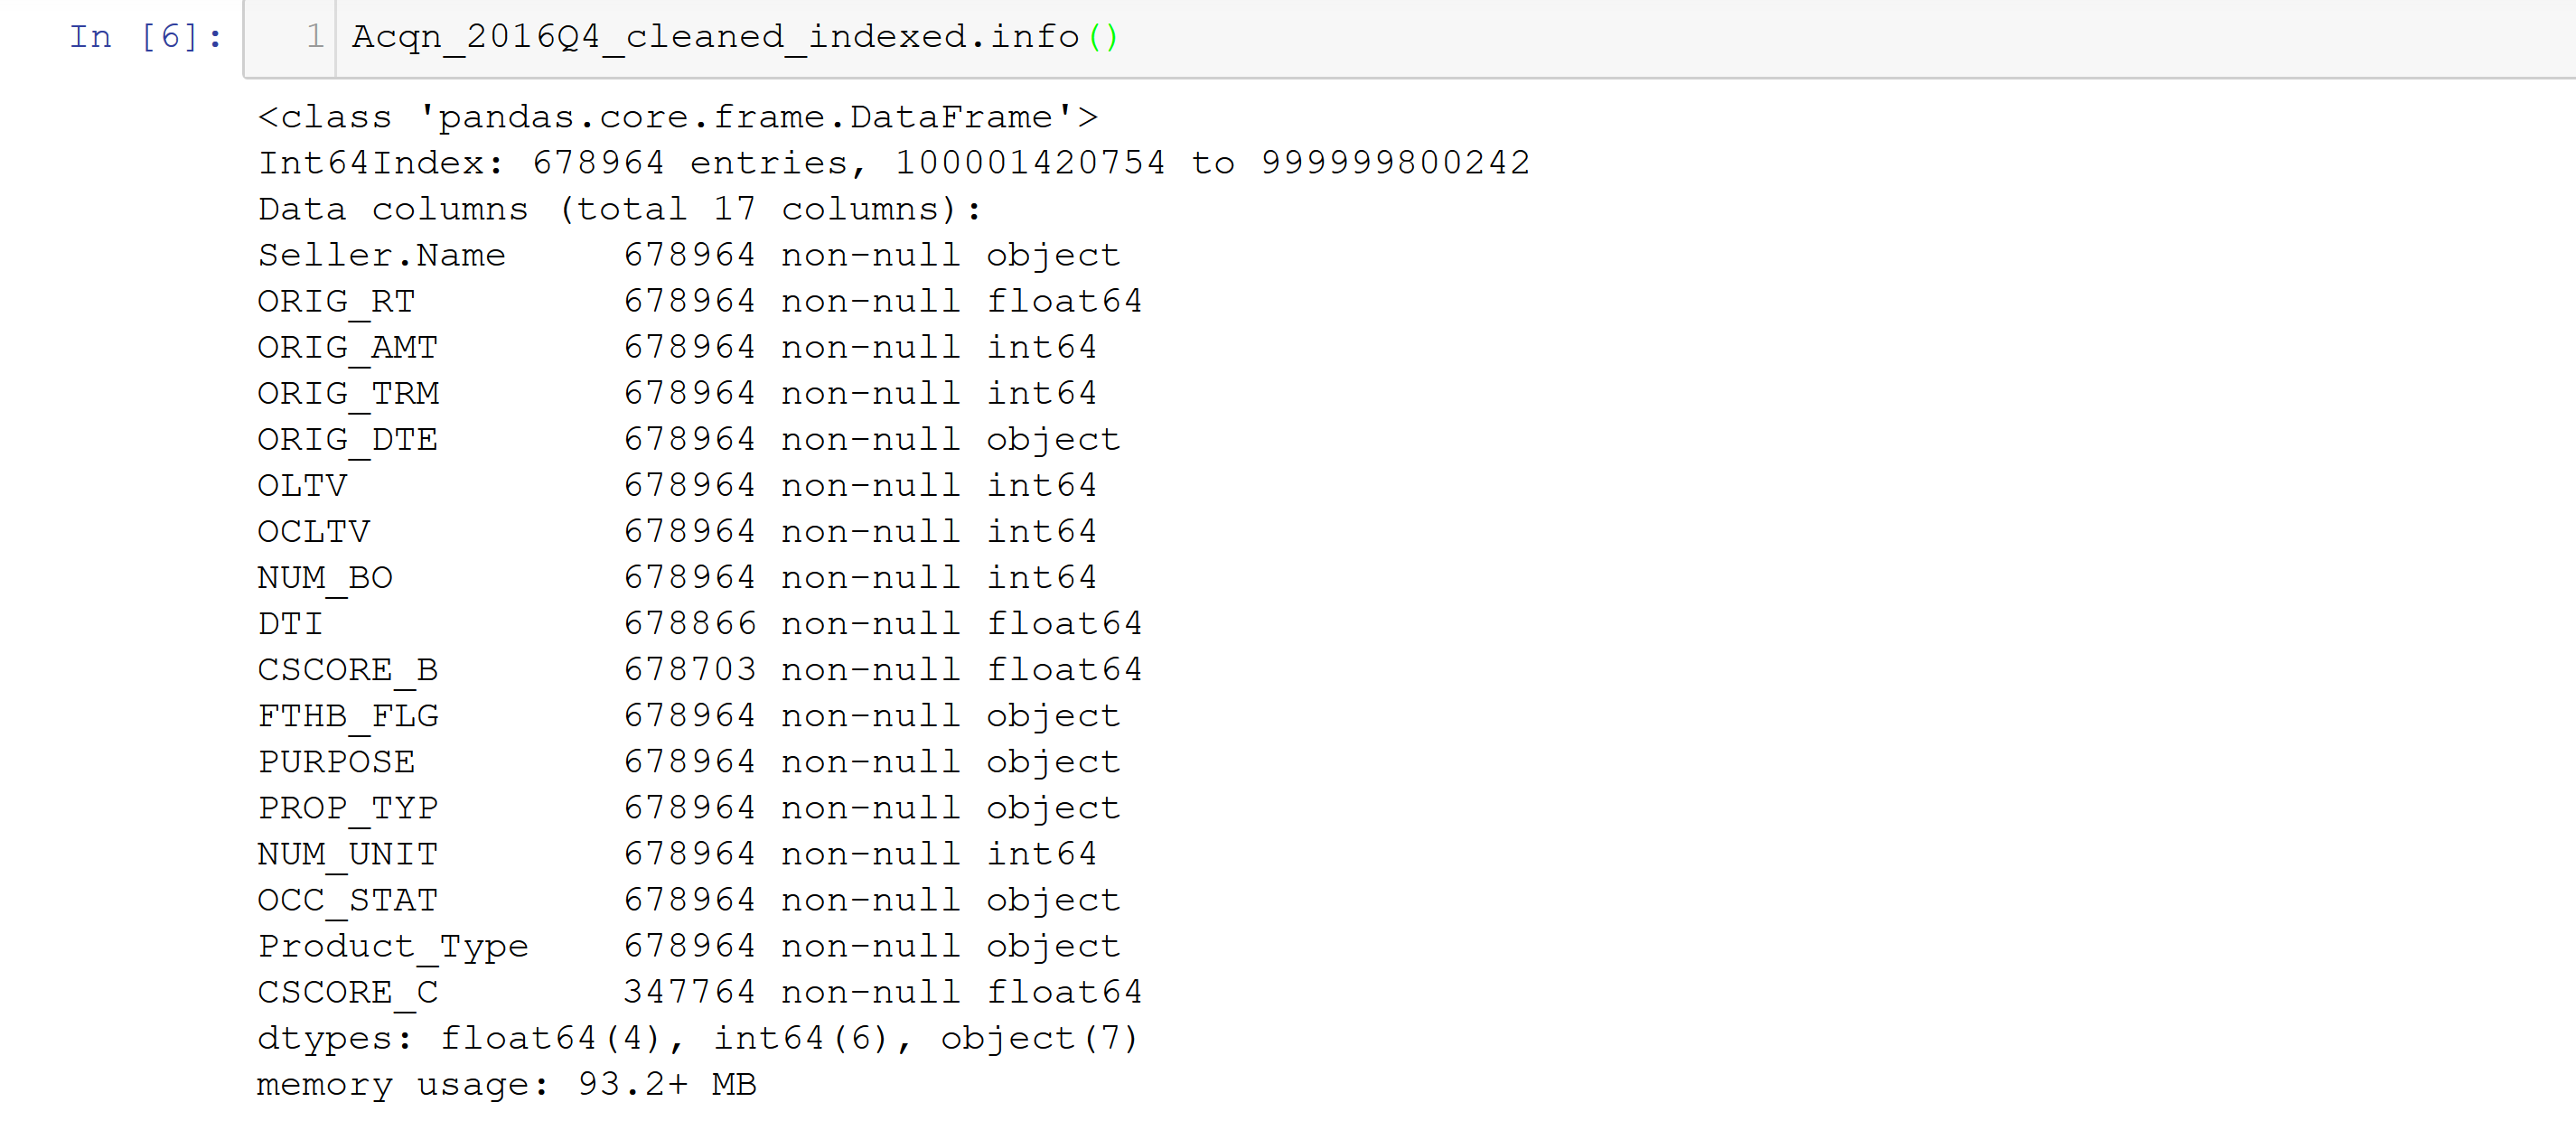 In [6]: 1 Acqn_2016Q4_cleaned_indexed.info()
<class 'pandas.core.frame.DataFrame'>
Int64Index: 678964 entries, 100001420754 to 999999800242
Data columns (total 17 columns):
Seller.Name     678964 non-null object
ORIG_RT         678964 non-null float64
ORIG_AMT        678964 non-null int64
ORIG_TRM        678964 non-null int64
ORIG_DTE        678964 non-null object
OLTV            678964 non-null int64
OCLTV           678964 non-null int64
NUM_BO          678964 non-null int64
DTI             678866 non-null float64
CSCORE_B        678703 non-null float64
FTHB_FLG        678964 non-null object
PURPOSE         678964 non-null object
PROP_TYP        678964 non-null object
NUM_UNIT        678964 non-null int64
OCC_STAT        678964 non-null object
Product_Type    678964 non-null object
CSCORE_C        347764 non-null float64
dtypes: float64(4), int64(6), object(7)
memory usage: 93.2+ MB